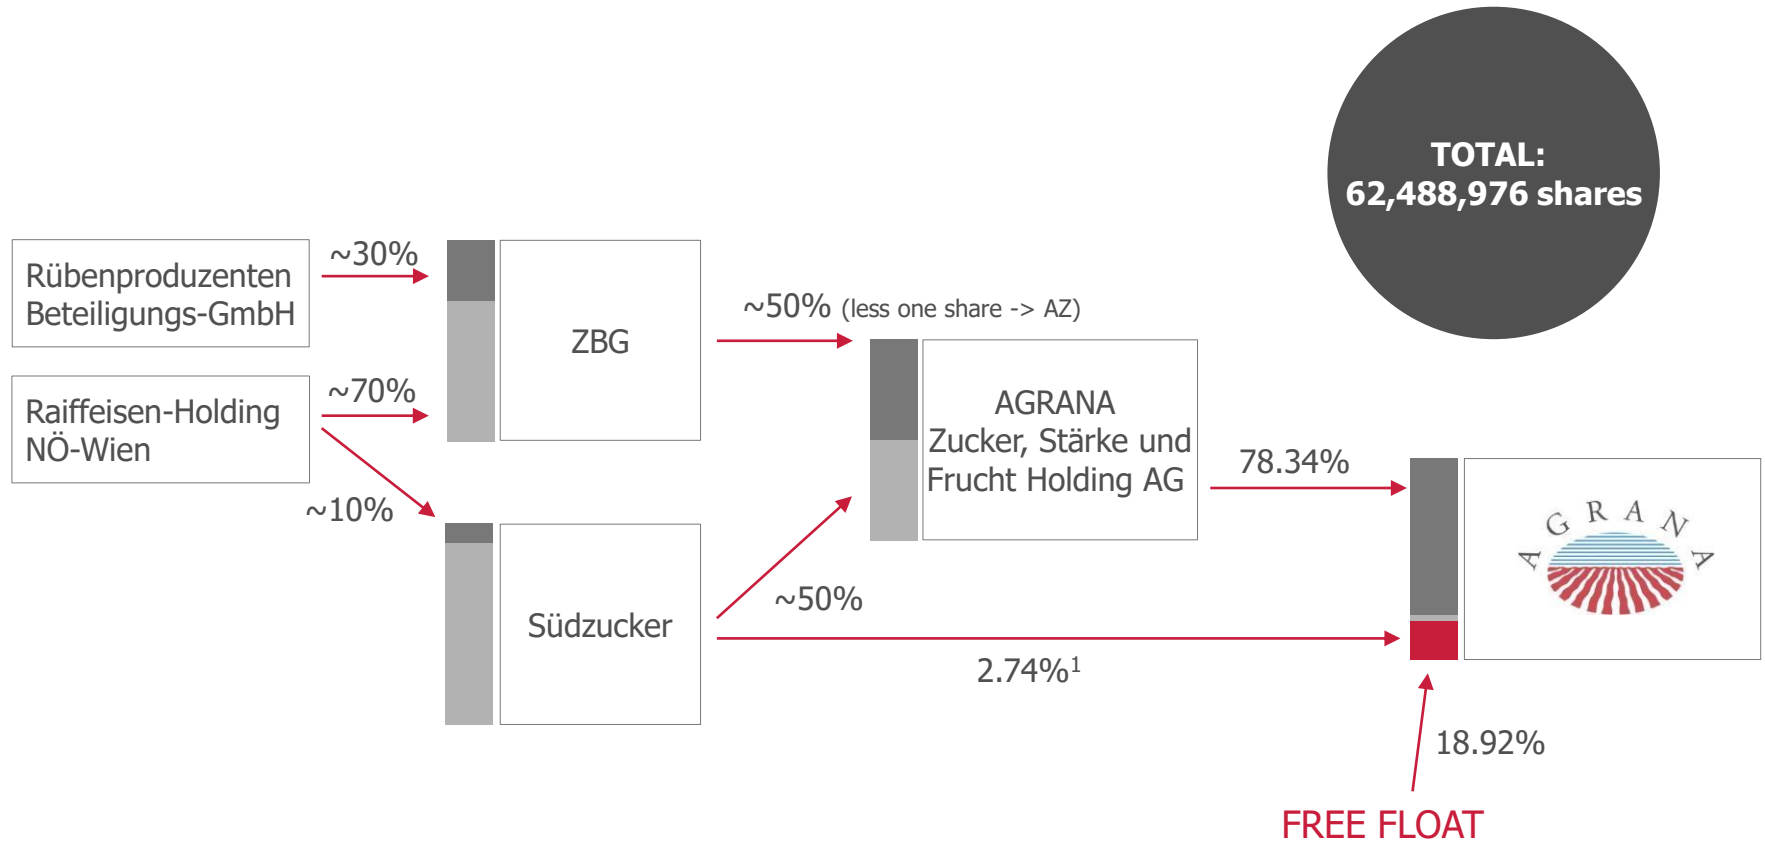 TOTAL:
62,488,976 shares
Rübenproduzenten
Beteiligungs-GmbH
~30%
Raiffeisen-Holding
NÖ-Wien
~70%
~10%
ZBG
~50% (less one share -> AZ)
Südzucker
~50%
2.74%¹
AGRANA
Zucker, Stärke und
Frucht Holding AG
78.34%
AGRANA
18.92%
FREE FLOAT